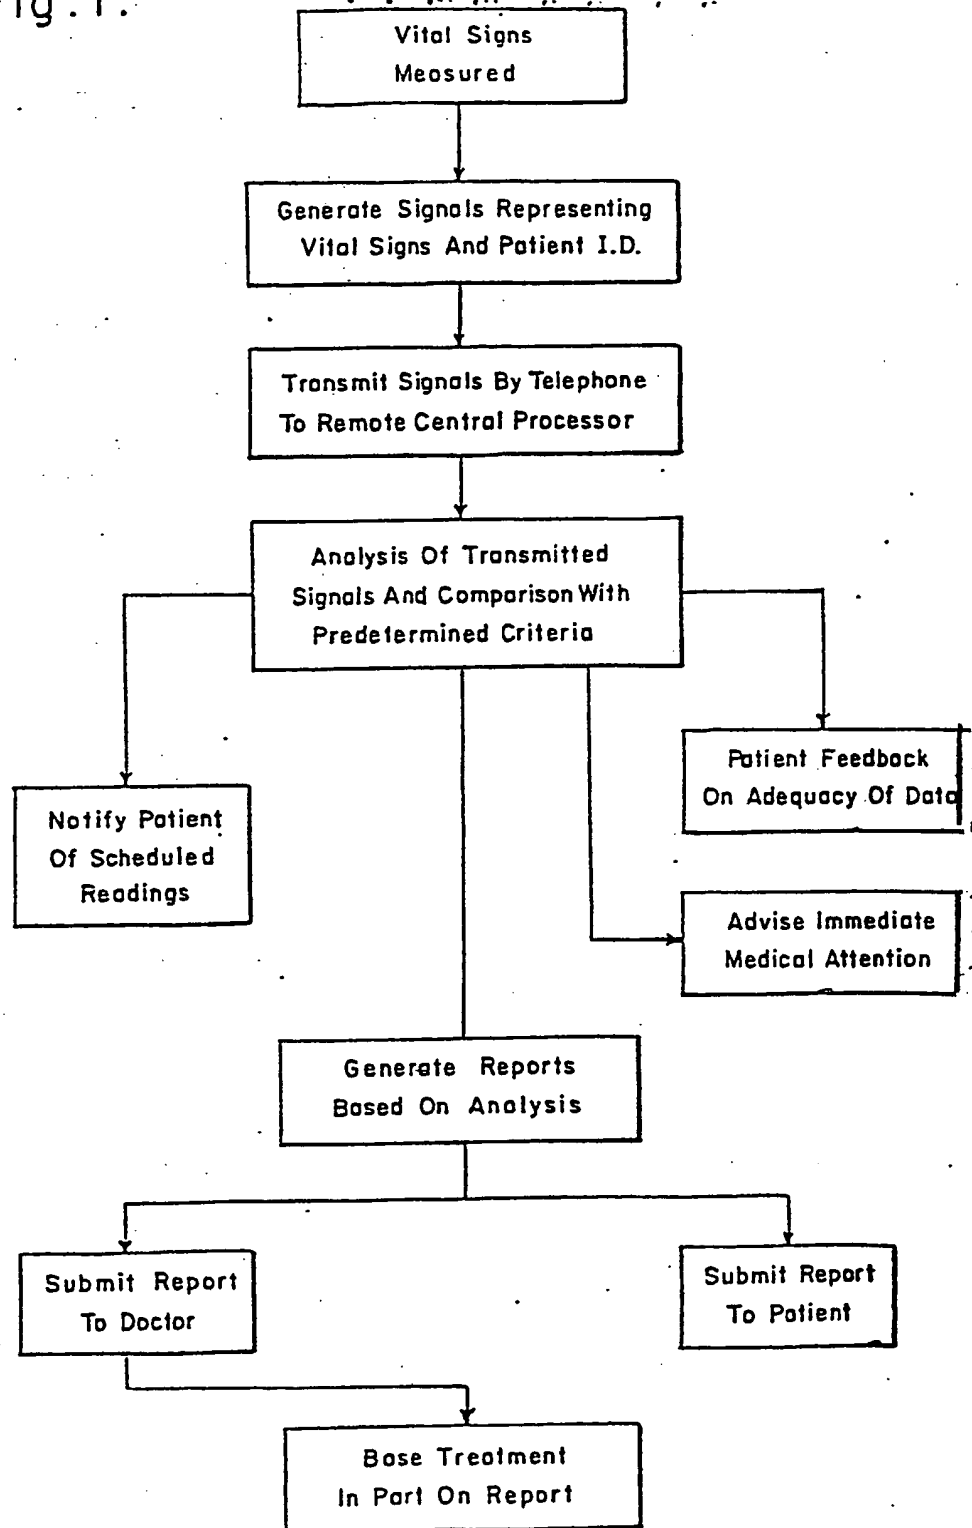 Vital Signs
Measured
Generate Signals Representing
Vital Signs And Patient I.D.
Transmit Signals By Telephone
To Remote Central Processor
Analysis Of Transmitted
Signals And Comparison With
Predetermined Criteria
Patient Feedback
On Adequacy Of Data
Notify Patient
Of Scheduled
Readings
Advise Immediate
Medical Attention
Generate Reports
Based On Analysis
Submit Report
To Doctor
Submit Report
To Patient
Base Treatment
In Part On Report